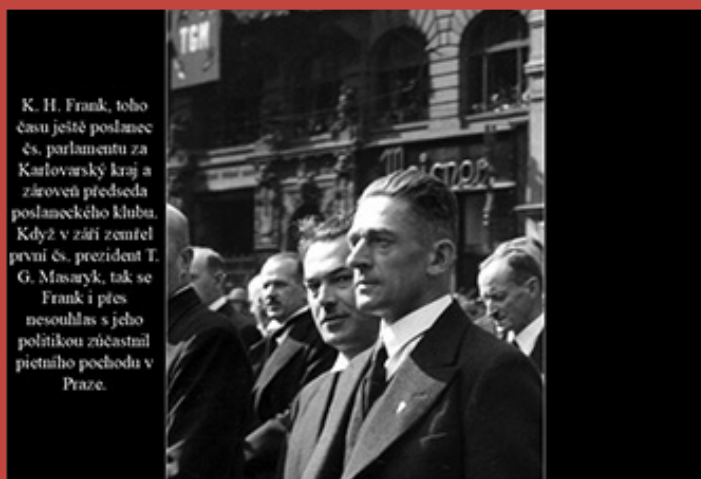 K. H. Frank, toho
času ještě poslanec
čs. parlamentu za
Karlovarský kraj a
zároveň předseda
poslaneckého klubu.
Když v září zemřel
první čs. prezident T.
G. Masaryk, tak se
Frank i přes
nesouhlas s jeho
politikou zúčastnil
pietního pochodu v
Praze.
TGM